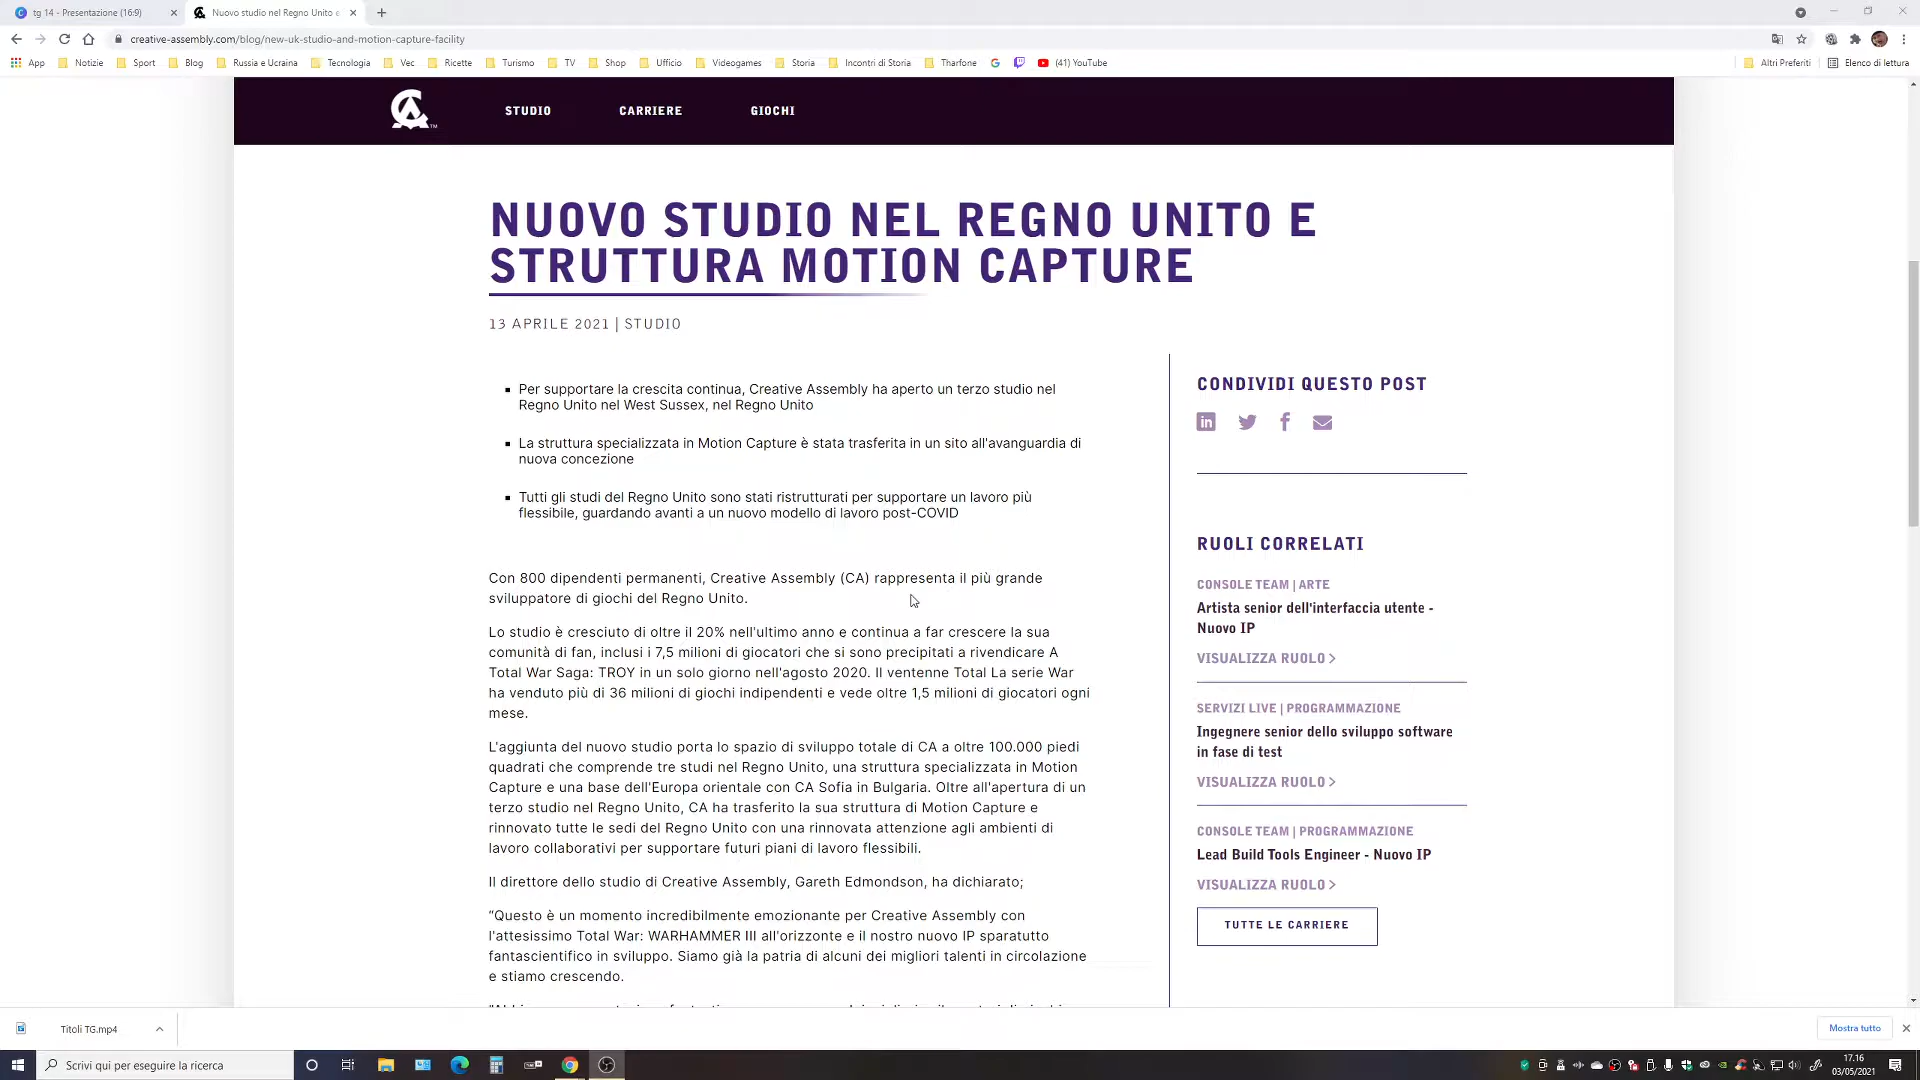 tg 14 - Presentazione (16:9)
Nuovo studio nel Regno Unito e
creative-assembly.com/blog/new-uk-studio-and-motion-capture-facility
App Notizie Sport Blog Russia e Ucraina Tecnologia Vec Ricette Turismo TV Shop Ufficio Videogames Storia Incontri di Storia Tharfone (41) YouTube Altri Preferiti Elenco di lettura
STUDIO CARRIERE GIOCHI
NUOVO STUDIO NEL REGNO UNITO E
STRUTTURA MOTION CAPTURE
13 APRILE 2021 | STUDIO
Per supportare la crescita continua, Creative Assembly ha aperto un terzo studio nel
Regno Unito nel West Sussex, nel Regno Unito
La struttura specializzata in Motion Capture è stata trasferita in un sito all'avanguardia di
nuova concezione
Tutti gli studi del Regno Unito sono stati ristrutturati per supportare un lavoro più
flessibile, guardando avanti a un nuovo modello di lavoro post-COVID
Con 800 dipendenti permanenti, Creative Assembly (CA) rappresenta il più grande
sviluppatore di giochi del Regno Unito.
Lo studio è cresciuto di oltre il 20% nell'ultimo anno e continua a far crescere la sua
comunità di fan, inclusi i 7,5 milioni di giocatori che si sono precipitati a rivendicare A
Total War Saga: TROY in un solo giorno nell'agosto 2020. Il ventenne Total La serie War
ha venduto più di 36 milioni di giochi indipendenti e vede oltre 1,5 milioni di giocatori ogni
mese.
L'aggiunta del nuovo studio porta lo spazio di sviluppo totale di CA a oltre 100.000 piedi
quadrati che comprende tre studi nel Regno Unito, una struttura specializzata in Motion
Capture e una base dell'Europa orientale con CA Sofia in Bulgaria. Oltre all'apertura di un
terzo studio nel Regno Unito, CA ha trasferito la sua struttura di Motion Capture e
rinnovato tutte le sedi del Regno Unito con una rinnovata attenzione agli ambienti di
lavoro collaborativi per supportare futuri piani di lavoro flessibili.
Il direttore dello studio di Creative Assembly, Gareth Edmondson, ha dichiarato;
“Questo è un momento incredibilmente emozionante per Creative Assembly con
l'attesissimo Total War: WARHAMMER III all'orizzonte e il nostro nuovo IP sparatutto
fantascientifico in sviluppo. Siamo già la patria di alcuni dei migliori talenti in circolazione
e stiamo crescendo.
CONDIVIDI QUESTO POST
RUOLI CORRELATI
CONSOLE TEAM | ARTE
Artista senior dell'interfaccia utente -
Nuovo IP
VISUALIZZA RUOLO >
SERVIZI LIVE | PROGRAMMAZIONE
Ingegnere senior dello sviluppo software
in fase di test
VISUALIZZA RUOLO >
CONSOLE TEAM | PROGRAMMAZIONE
Lead Build Tools Engineer - Nuovo IP
VISUALIZZA RUOLO >
TUTTE LE CARRIERE
Titoli TG.mp4
Mostra tutto
Scrivi qui per eseguire la ricerca
17.16
03/05/2021